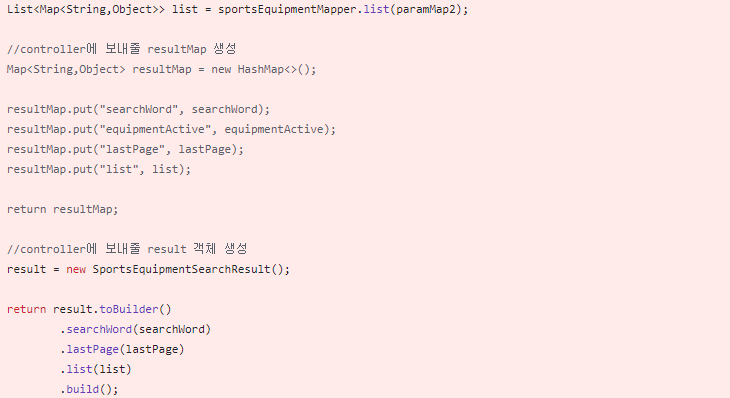 List<Map<String,Object>> list = sportsEquipmentMapper.list(paramMap2);
//controller에 보내줄 resultMap 생성
Map<String,Object> resultMap = new HashMap<>();
resultMap.put("searchWord", searchWord);
resultMap.put("equipmentActive", equipmentActive);
resultMap.put("lastPage", lastPage);
resultMap.put("list", list);
return resultMap;
//controller에 보내줄 result 객체 생성
result = new SportsEquipmentSearchResult();
return result.toBuilder()
.searchWord(searchWord)
.lastPage(lastPage)
.list(list)
.build();